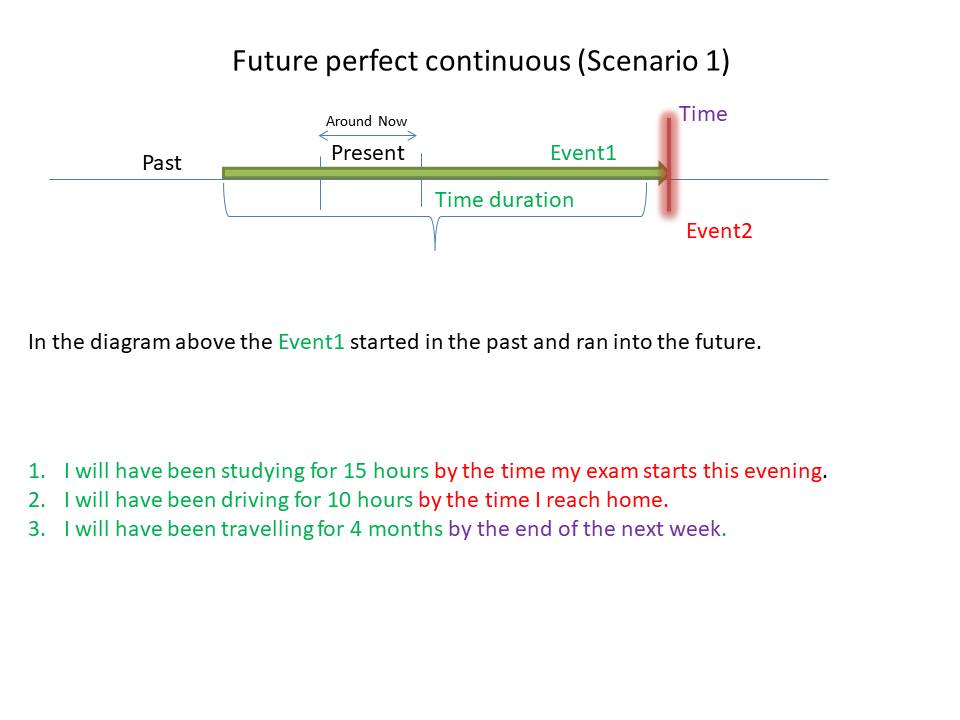 Future perfect continuous (Scenario 1)
Time
Around Now
Past
Present
Event1
Time duration
Event2
In the diagram above the Event1 started in the past and ran into the future.
1. I will have been studying for 15 hours by the time my exam starts this evening.
2. I will have been driving for 10 hours by the time I reach home.
3. I will have been travelling for 4 months by the end of the next week.